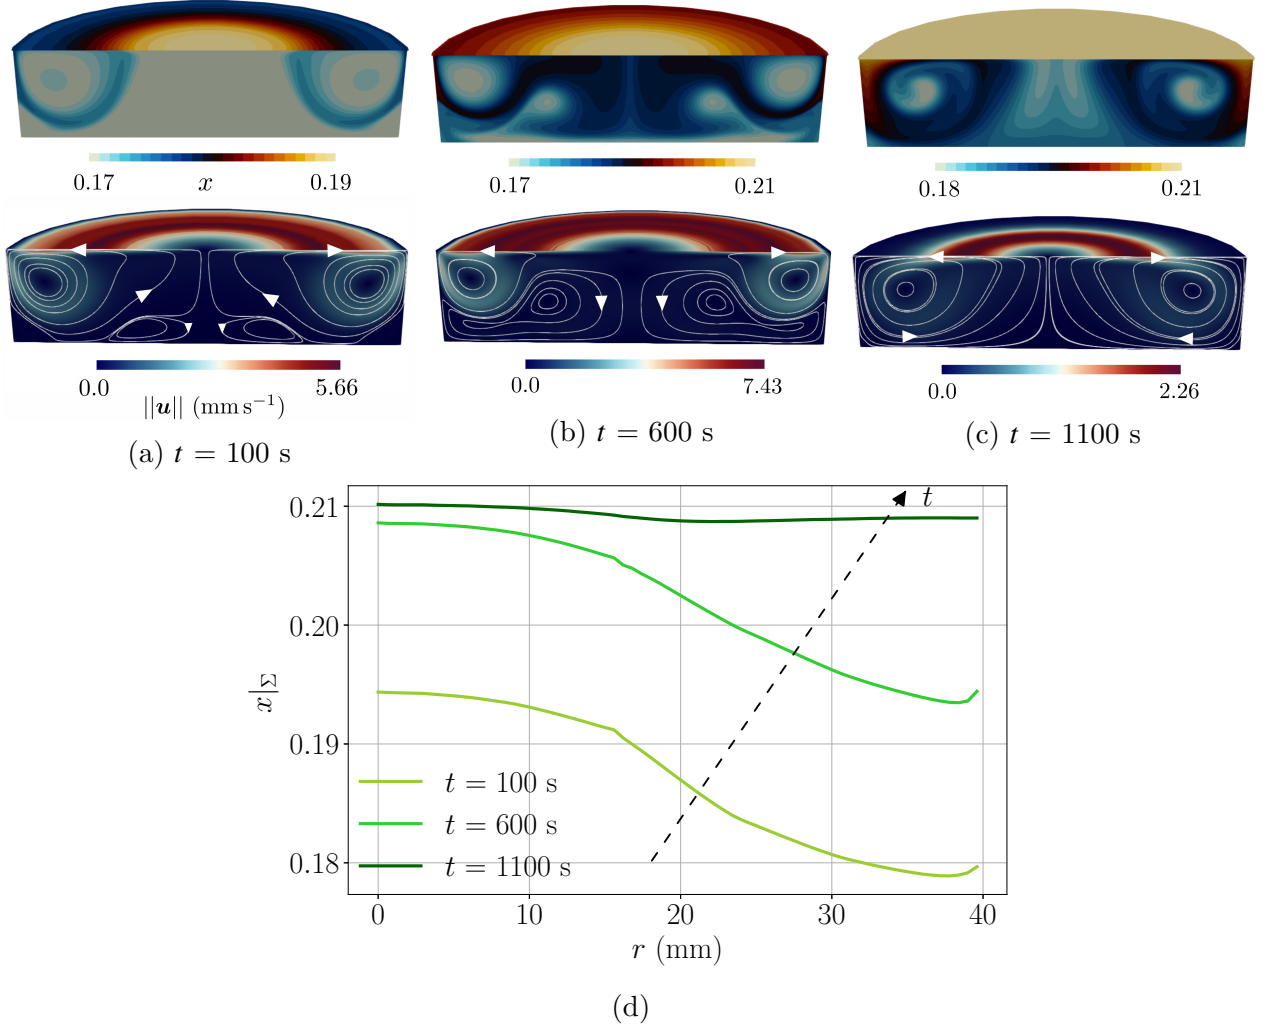 0.17 x 0.19
0.17 0.21
0.18 0.21
0.0 5.66
||u|| (mm s⁻¹)
0.0 7.43
0.0 2.26
(a) t = 100 s
(b) t = 600 s
(c) t = 1100 s
0.21
0.20
0.19
0.18
x|Σ
t
t = 100 s
t = 600 s
t = 1100 s
0 10 20 30 40
r (mm)
(d)